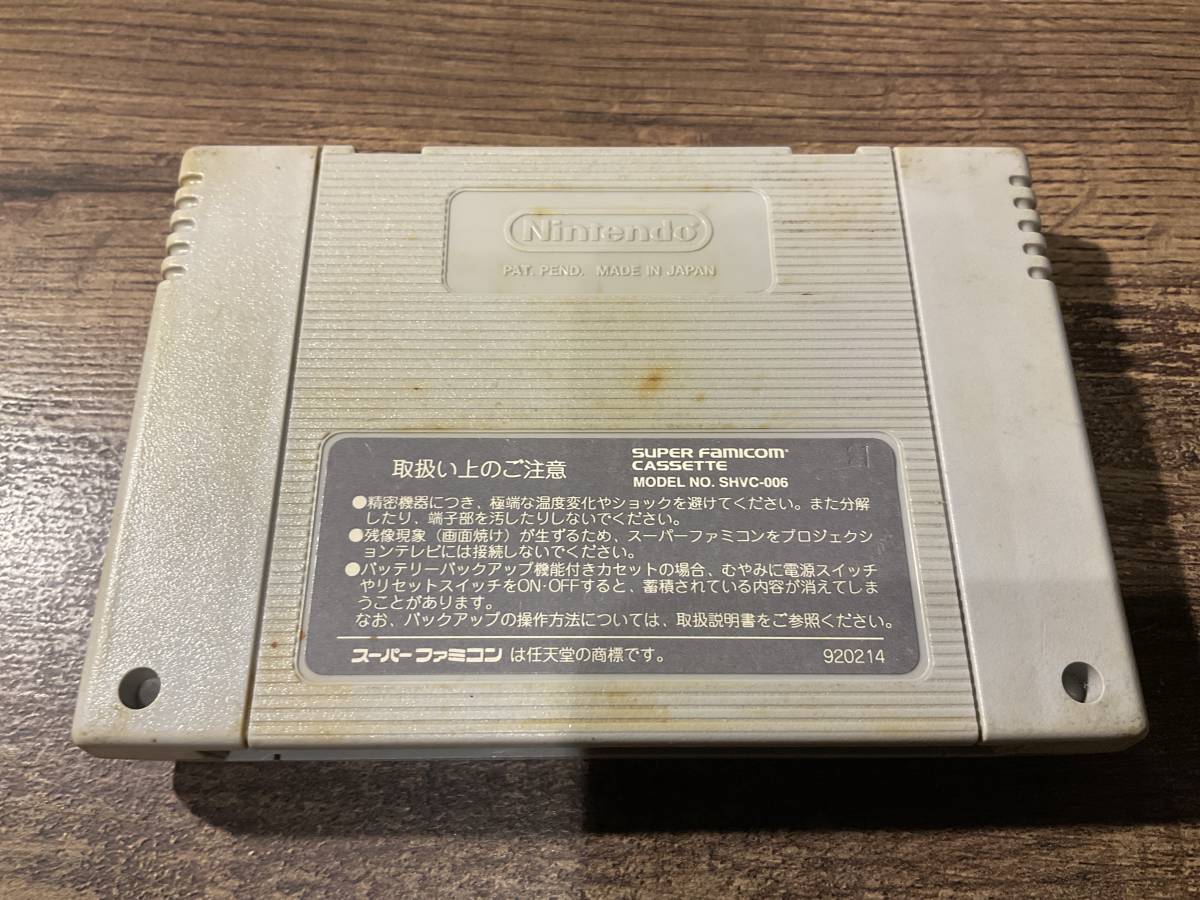 Nintendo®
PAT. PEND. MADE IN JAPAN
取扱い上のご注意
SUPER FAMICOM®
CASSETTE
MODEL NO. SHVC-006
●精密機器につき、極端な温度変化やショックを避けてください。また分解
したり、端子部を汚したりしないでください。
●残像現象（画面焼け）が生ずるため、スーパーファミコンをプロジェクシ
ョンテレビには接続しないでください。
●バッテリーバックアップ機能付きカセットの場合、むやみに電源スイッチ
やリセットスイッチをON·OFFすると、蓄積されている内容が消えてしま
うことがあります。
なお、バックアップの操作方法については、取扱説明書をご参照ください。
スーパーファミコンは任天堂の商標です。
920214